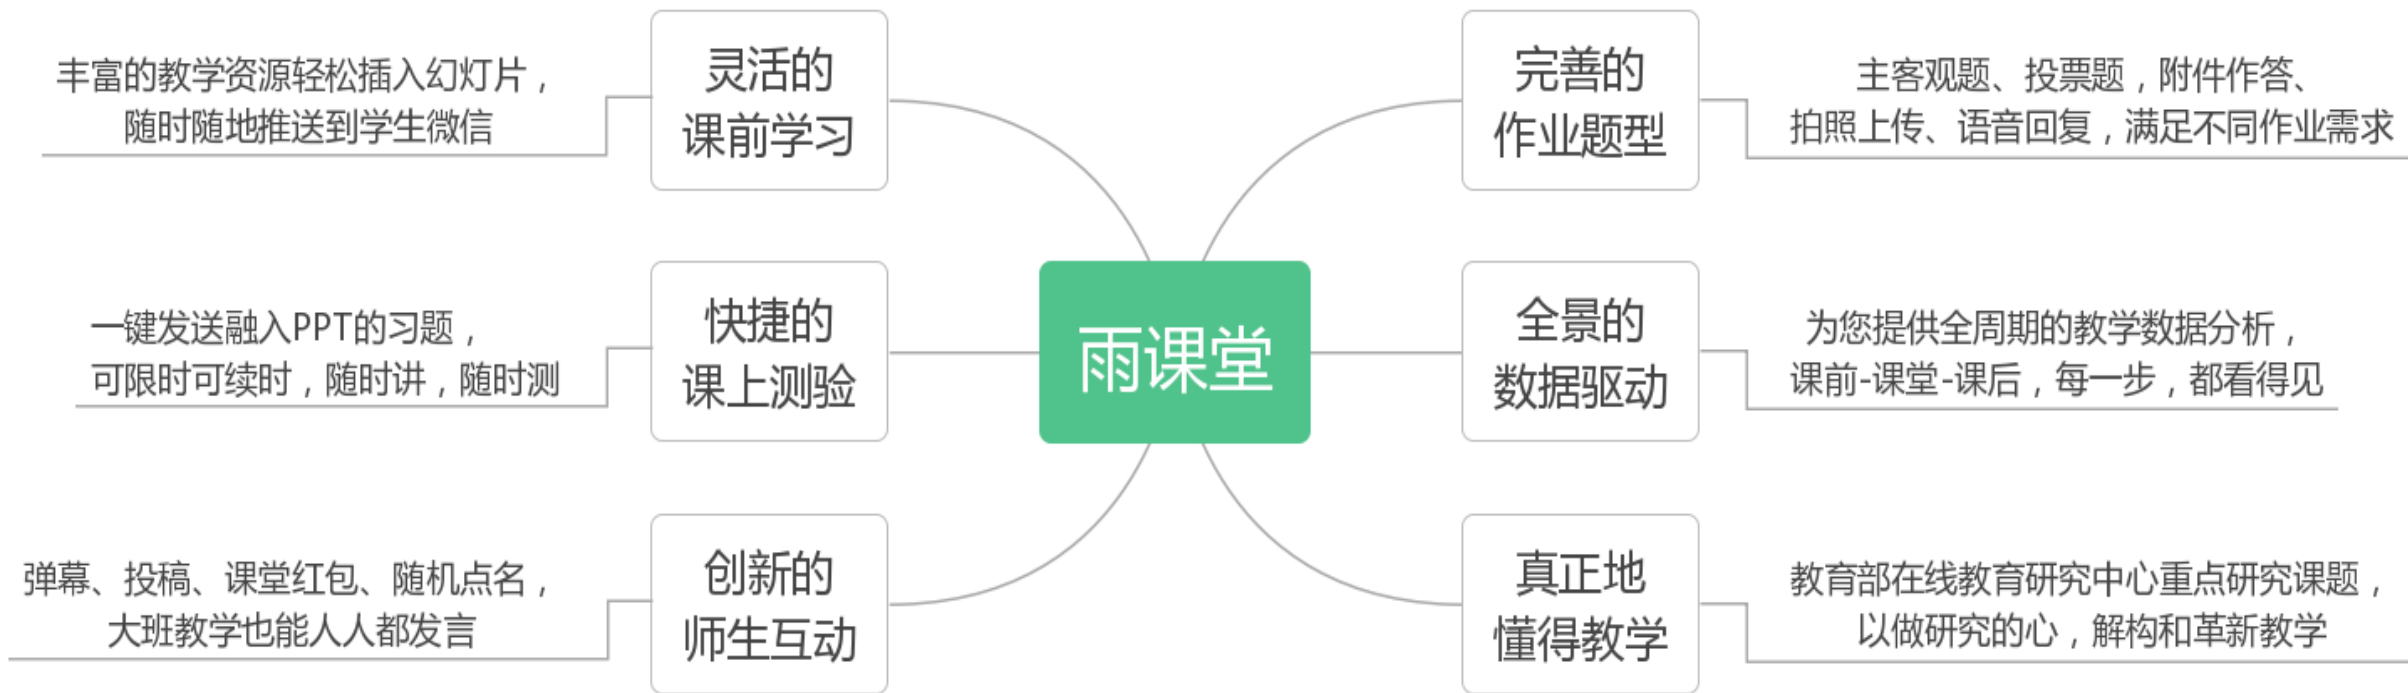 丰富的教学资源轻松插入幻灯片，
随时随地推送到学生微信
灵活的
课前学习
一键发送融入PPT的习题，
可限时可续时，随时讲，随时测
快捷的
课上测验
弹幕、投稿、课堂红包、随机点名，
大班教学也能人人都发言
创新的
师生互动
雨课堂
完善的
作业题型
主客观题、投票题，附件作答、
拍照上传、语音回复，满足不同作业需求
全景的
数据驱动
为您提供全周期的教学数据分析，
课前-课堂-课后，每一步，都看得见
真正地
懂得教学
教育部在线教育研究中心重点研究课题，
以做研究的心，解构和革新教学